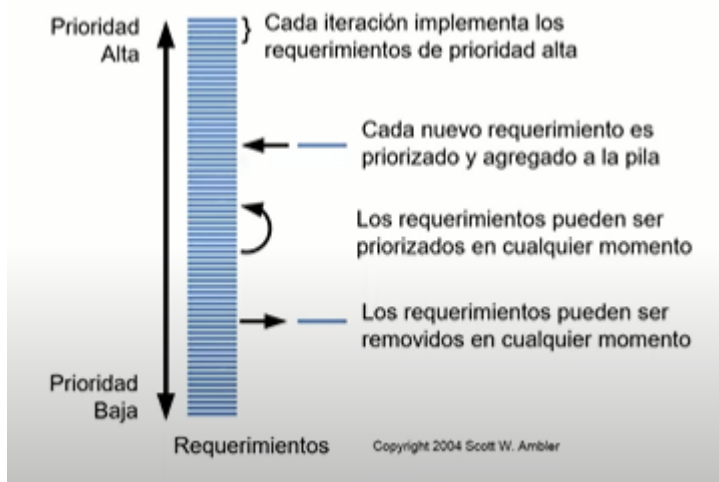 Prioridad
Alta
Cada iteración implementa los
requerimientos de prioridad alta
Cada nuevo requerimiento es
priorizado y agregado a la pila
Los requerimientos pueden ser
priorizados en cualquier momento
Los requerimientos pueden ser
removidos en cualquier momento
Prioridad
Baja
Requerimientos
Copyright 2004 Scott W. Ambler